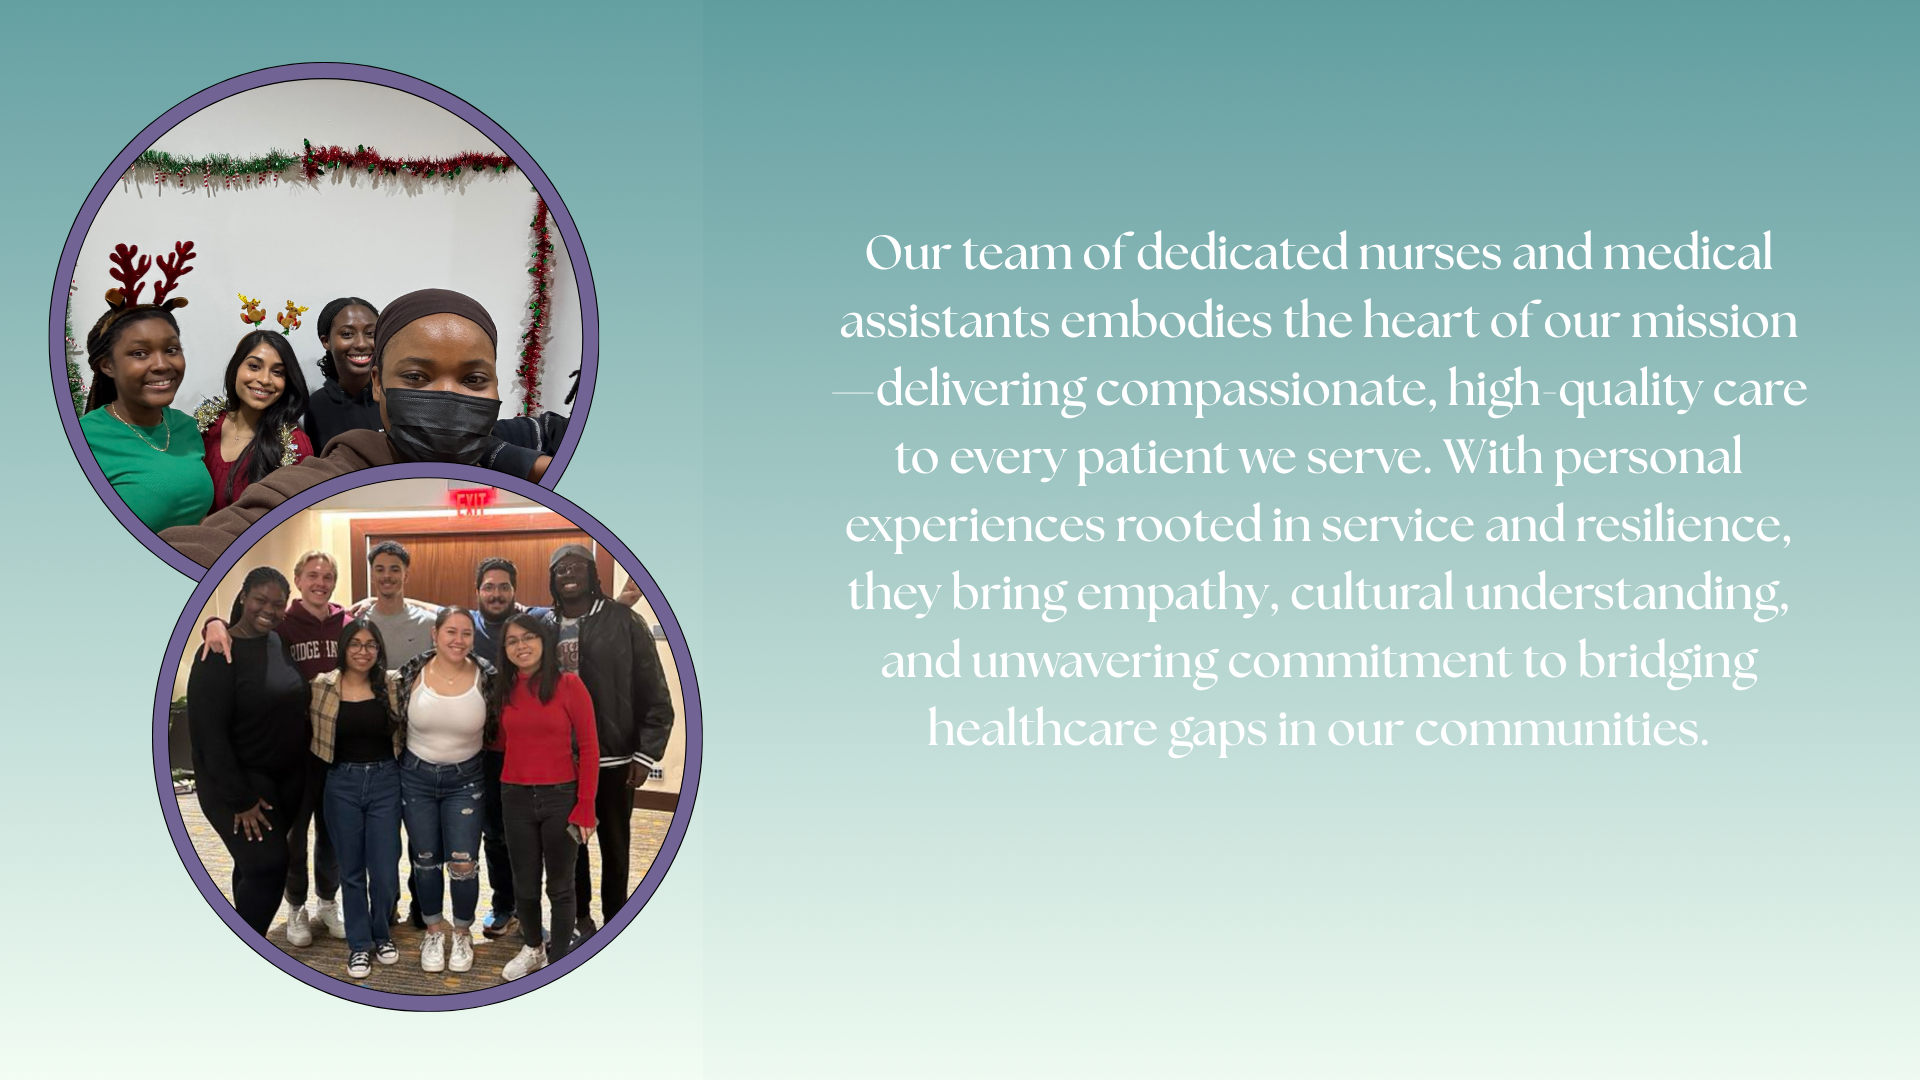 Our team of dedicated nurses and medical
assistants embodies the heart of our mission
—delivering compassionate, high-quality care
to every patient we serve. With personal
experiences rooted in service and resilience,
they bring empathy, cultural understanding,
and unwavering commitment to bridging
healthcare gaps in our communities.
EXIT